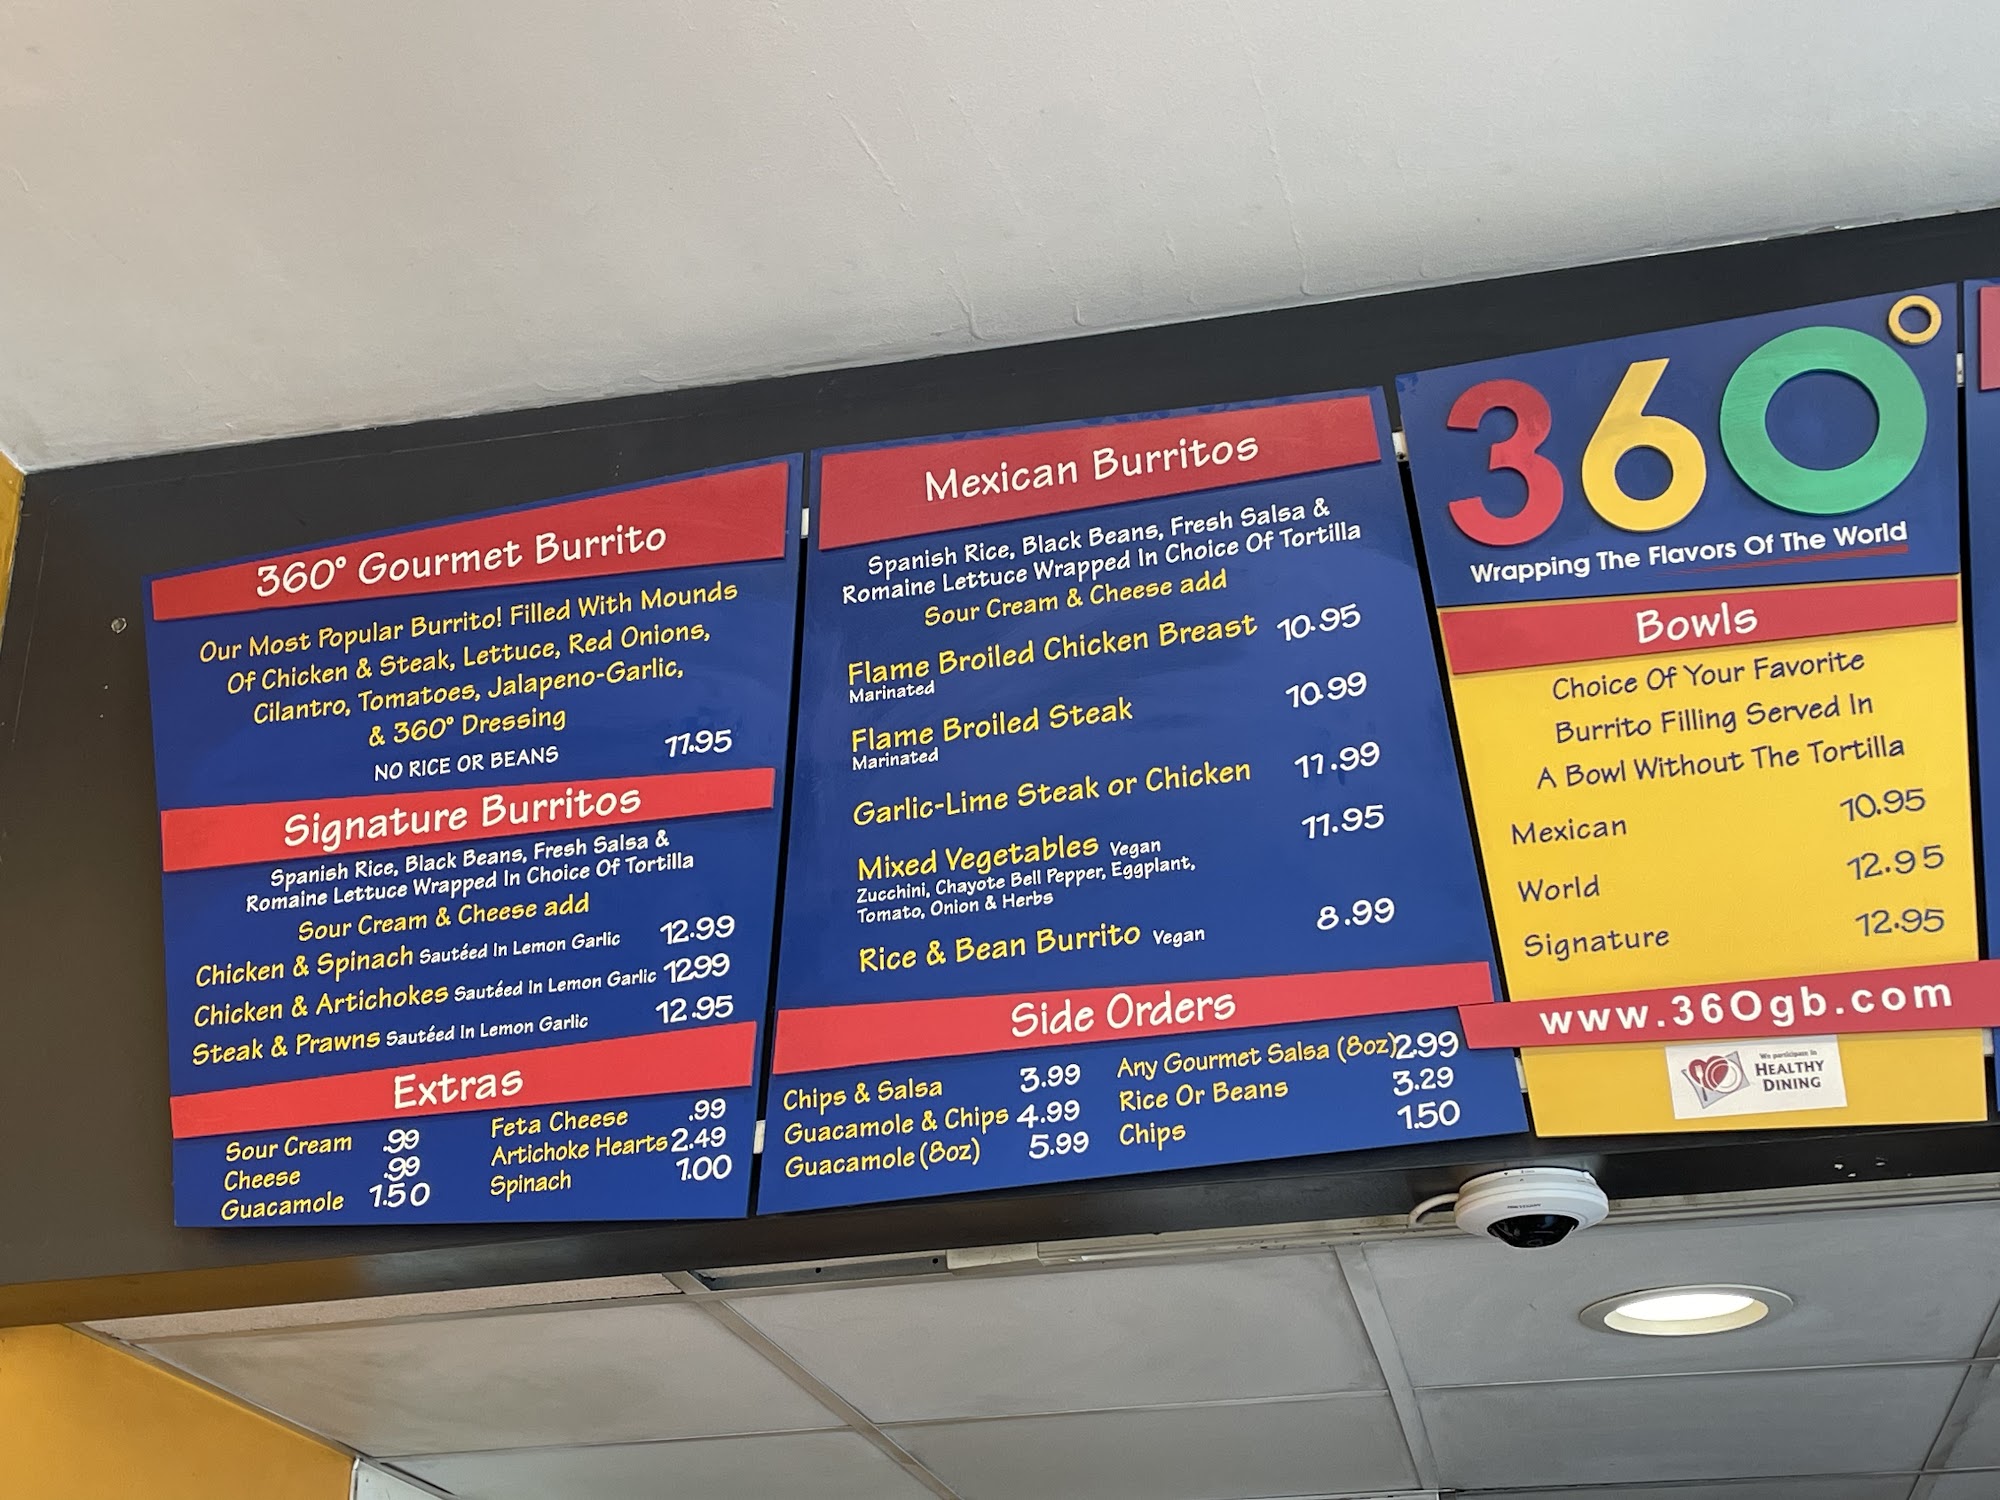 360° Gourmet Burrito
Our Most Popular Burrito! Filled With Mounds
Of Chicken & Steak, Lettuce, Red Onions,
Cilantro, Tomatoes, Jalapeno-Garlic,
& 360° Dressing
NO RICE OR BEANS 11.95
Signature Burritos
Spanish Rice, Black Beans, Fresh Salsa &
Romaine Lettuce Wrapped In Choice Of Tortilla
Sour Cream & Cheese add
Chicken & Spinach Sautéed In Lemon Garlic 12.99
Chicken & Artichokes Sautéed In Lemon Garlic 12.99
Steak & Prawns Sautéed In Lemon Garlic 12.95
Extras
Sour Cream .99
Cheese .99
Guacamole 1.50
Feta Cheese .99
Artichoke Hearts 2.49
Spinach 1.00
Mexican Burritos
Spanish Rice, Black Beans, Fresh Salsa &
Romaine Lettuce Wrapped In Choice Of Tortilla
Sour Cream & Cheese add
Flame Broiled Chicken Breast 10.95
Marinated
Flame Broiled Steak 10.99
Marinated
Garlic-Lime Steak or Chicken 11.99
Mixed Vegetables Vegan 11.95
Zucchini, Chayote Bell Pepper, Eggplant,
Tomato, Onion & Herbs
Rice & Bean Burrito Vegan 8.99
Side Orders
Chips & Salsa 3.99
Guacamole & Chips 4.99
Guacamole (8oz) 5.99
Any Gourmet Salsa (8oz) 2.99
Rice Or Beans 3.29
Chips 1.50
360°
Wrapping The Flavors Of The World
Bowls
Choice Of Your Favorite
Burrito Filling Served In
A Bowl Without The Tortilla
Mexican 10.95
World 12.95
Signature 12.95
www.360gb.com
We participate in
HEALTHY
DINING